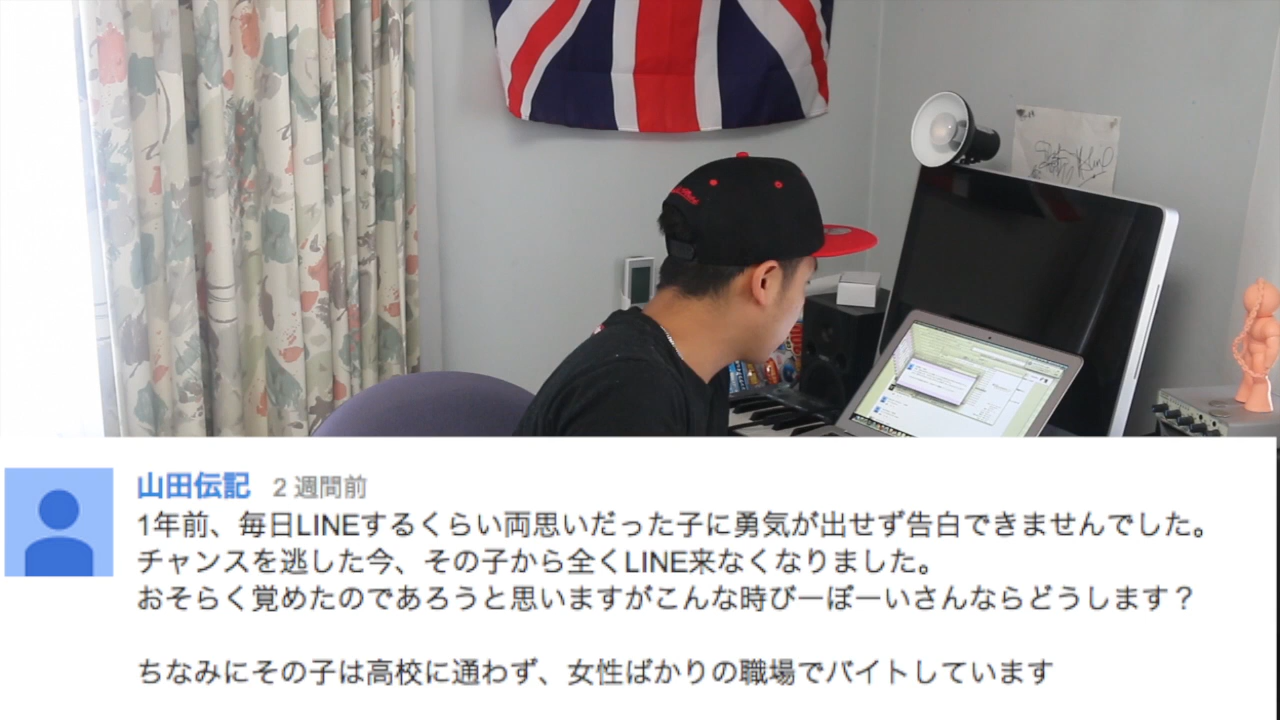 山田伝記 2 週間前
1年前、毎日LINEするくらい両思いだった子に勇気が出せず告白できませんでした。
チャンスを逃した今、その子から全くLINE来なくなりました。
おそらく覚めたのであろうと思いますがこんな時びーぼーいさんならどうします？
ちなみにその子は高校に通わず、女性ばかりの職場でバイトしています